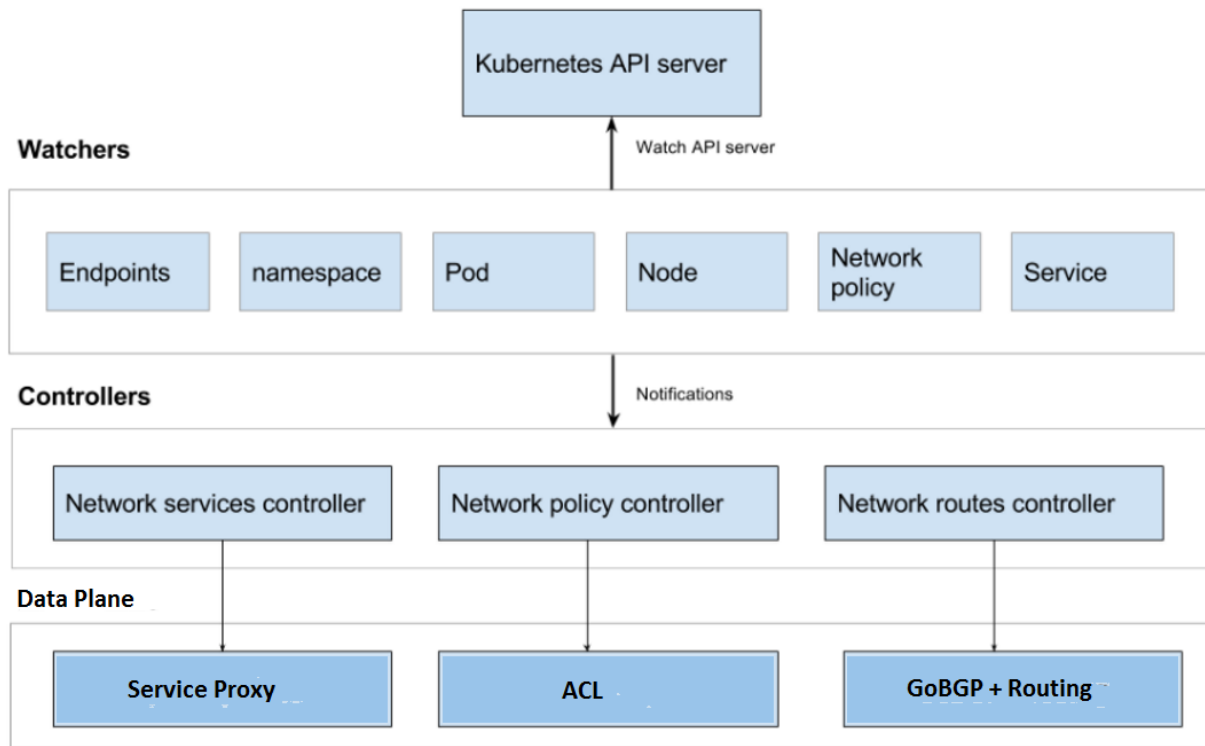 Kubernetes API server
Watch API server
Watchers
Endpoints
namespace
Pod
Node
Network
policy
Service
Notifications
Controllers
Network services controller
Network policy controller
Network routes controller
Data Plane
Service Proxy
ACL
GoBGP + Routing